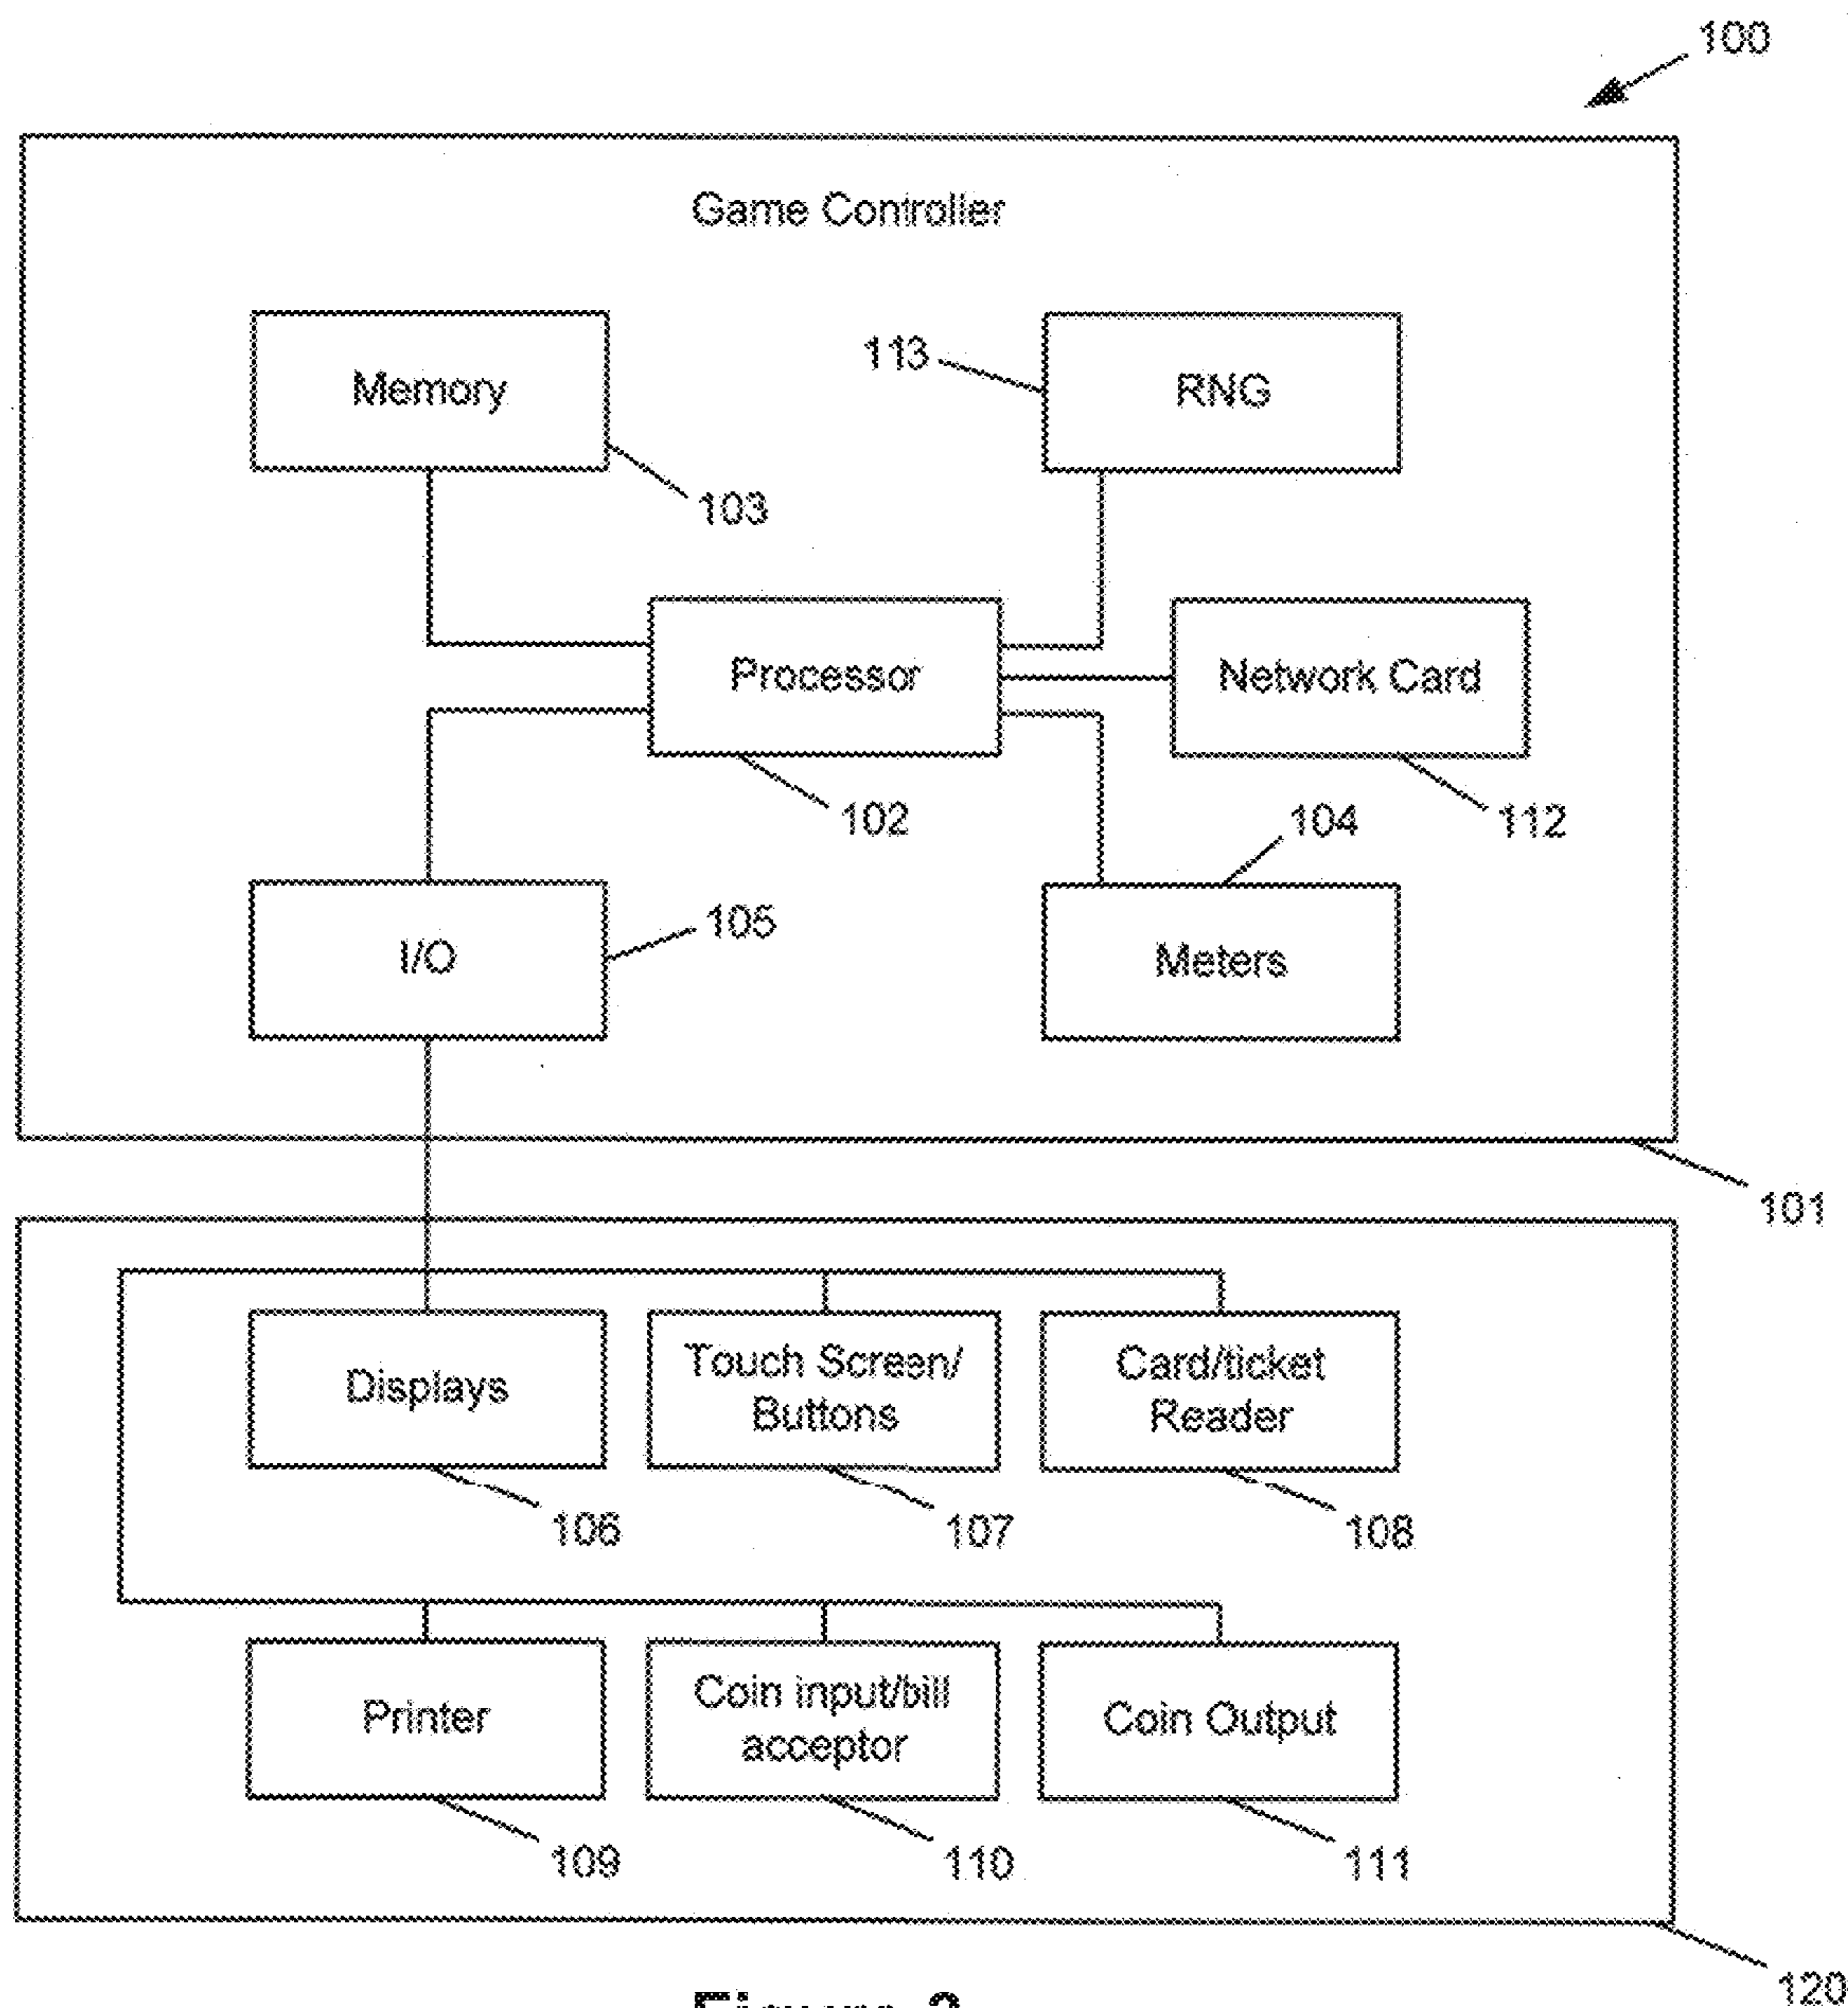 100
Game Controller
Memory
113
RNG
103
Processor
Network Card
102
104
112
I/O
105
Meters
101
Displays
Touch Screen/
Buttons
Card/ticket
Reader
106
107
108
Printer
Coin input/bill
acceptor
Coin Output
109
110
111
120
Figure